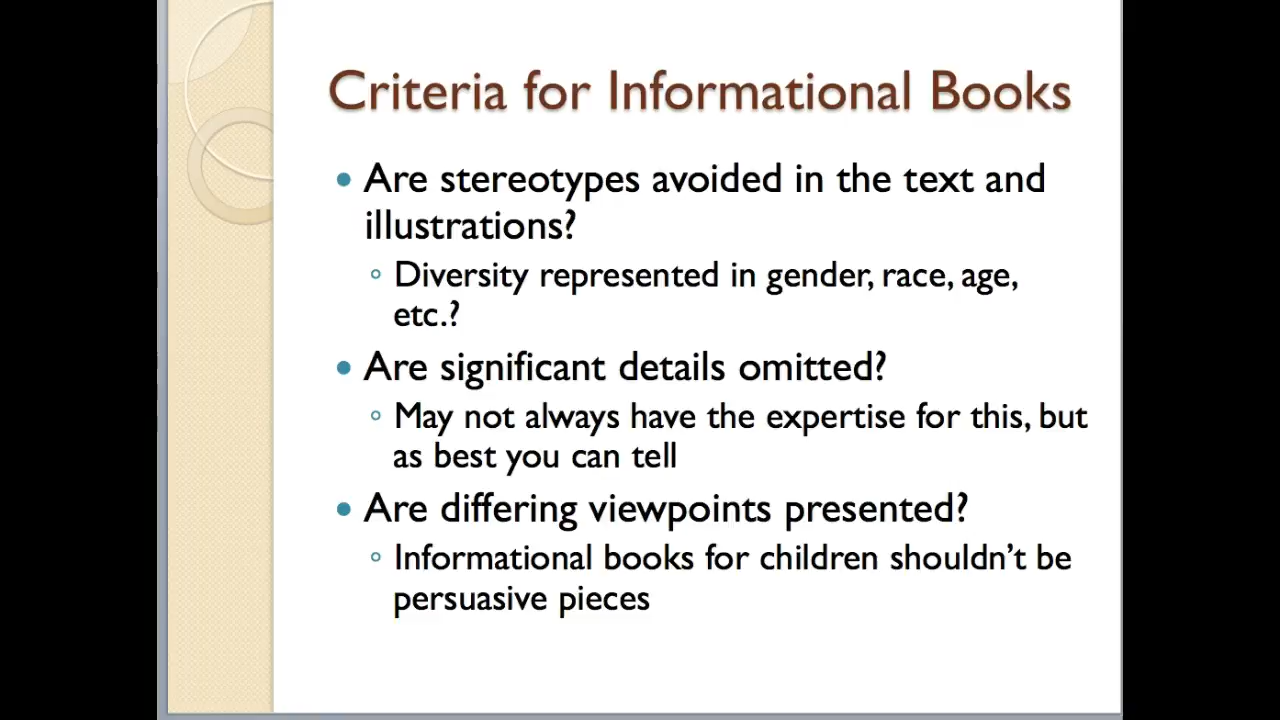 Criteria for Informational Books
• Are stereotypes avoided in the text and
illustrations?
◦ Diversity represented in gender, race, age,
etc.?
• Are significant details omitted?
◦ May not always have the expertise for this, but
as best you can tell
• Are differing viewpoints presented?
◦ Informational books for children shouldn't be
persuasive pieces